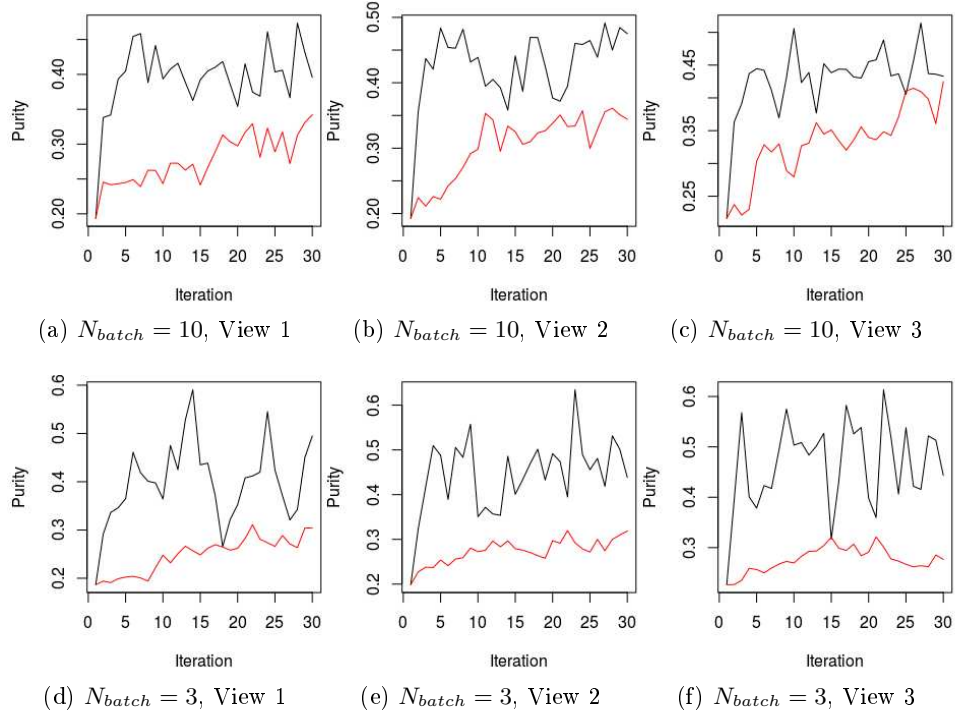 0.20 0.30 0.40
Purity
0 5 10 15 20 25 30
Iteration
(a) N_batch = 10, View 1
0.20 0.30 0.40 0.50
Purity
0 5 10 15 20 25 30
Iteration
(b) N_batch = 10, View 2
0.25 0.35 0.45
Purity
0 5 10 15 20 25 30
Iteration
(c) N_batch = 10, View 3
0.2 0.3 0.4 0.5 0.6
Purity
0 5 10 15 20 25 30
Iteration
(d) N_batch = 3, View 1
0.2 0.3 0.4 0.5 0.6
Purity
0 5 10 15 20 25 30
Iteration
(e) N_batch = 3, View 2
0.3 0.4 0.5 0.6
Purity
0 5 10 15 20 25 30
Iteration
(f) N_batch = 3, View 3